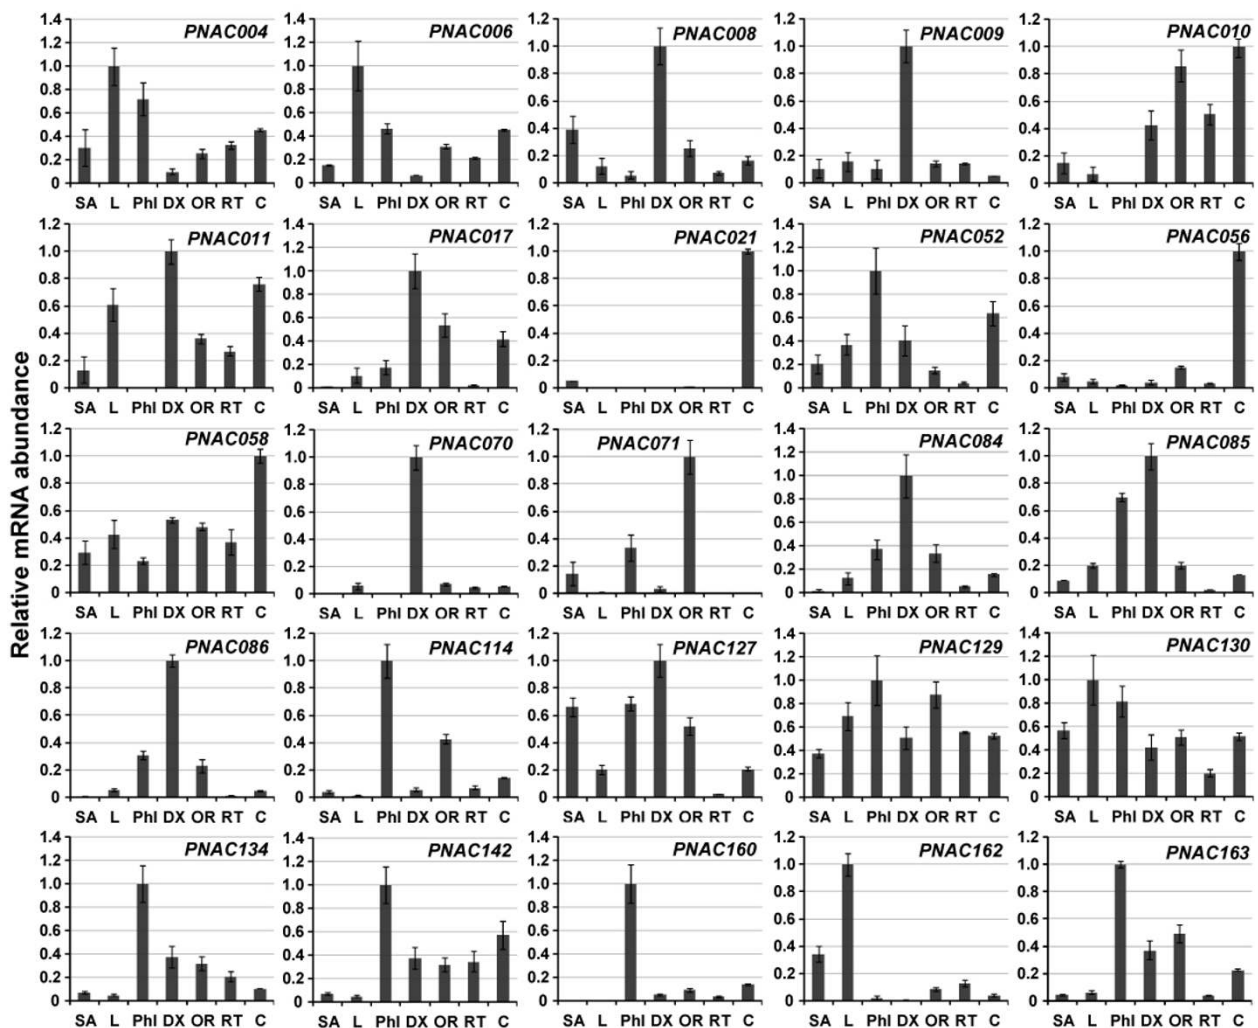 Relative mRNA abundance
PNAC004
1.4 1.2 1.0 0.8 0.6 0.4 0.2 0
SA L Phl DX OR RT C
PNAC006
1.4 1.2 1.0 0.8 0.6 0.4 0.2 0
SA L Phl DX OR RT C
PNAC008
1.2 1.0 0.8 0.6 0.4 0.2 0
SA L Phl DX OR RT C
PNAC009
1.2 1.0 0.8 0.6 0.4 0.2 0
SA L Phl DX OR RT C
PNAC010
1.2 1.0 0.8 0.6 0.4 0.2 0
SA L Phl DX OR RT C
PNAC011
1.2 1.0 0.8 0.6 0.4 0.2 0
SA L Phl DX OR RT C
PNAC017
1.4 1.2 1.0 0.8 0.6 0.4 0.2 0
SA L Phl DX OR RT C
PNAC021
1.2 1.0 0.8 0.6 0.4 0.2 0
SA L Phl DX OR RT C
PNAC052
1.4 1.2 1.0 0.8 0.6 0.4 0.2 0
SA L Phl DX OR RT C
PNAC056
1.2 1.0 0.8 0.6 0.4 0.2 0
SA L Phl DX OR RT C
PNAC058
1.2 1.0 0.8 0.6 0.4 0.2 0
SA L Phl DX OR RT C
PNAC070
1.2 1.0 0.8 0.6 0.4 0.2 0
SA L Phl DX OR RT C
PNAC071
1.2 1.0 0.8 0.6 0.4 0.2 0
SA L Phl DX OR RT C
PNAC084
1.4 1.2 1.0 0.8 0.6 0.4 0.2 0
SA L Phl DX OR RT C
PNAC085
1.2 1.0 0.8 0.6 0.4 0.2 0
SA L Phl DX OR RT C
PNAC086
1.2 1.0 0.8 0.6 0.4 0.2 0
SA L Phl DX OR RT C
PNAC114
1.2 1.0 0.8 0.6 0.4 0.2 0
SA L Phl DX OR RT C
PNAC127
1.2 1.0 0.8 0.6 0.4 0.2 0
SA L Phl DX OR RT C
PNAC129
1.4 1.2 1.0 0.8 0.6 0.4 0.2 0
SA L Phl DX OR RT C
PNAC130
1.4 1.2 1.0 0.8 0.6 0.4 0.2 0
SA L Phl DX OR RT C
PNAC134
1.4 1.2 1.0 0.8 0.6 0.4 0.2 0
SA L Phl DX OR RT C
PNAC142
1.4 1.2 1.0 0.8 0.6 0.4 0.2 0
SA L Phl DX OR RT C
PNAC160
1.2 1.0 0.8 0.6 0.4 0.2 0
SA L Phl DX OR RT C
PNAC162
1.2 1.0 0.8 0.6 0.4 0.2 0
SA L Phl DX OR RT C
PNAC163
1.2 1.0 0.8 0.6 0.4 0.2 0
SA L Phl DX OR RT C